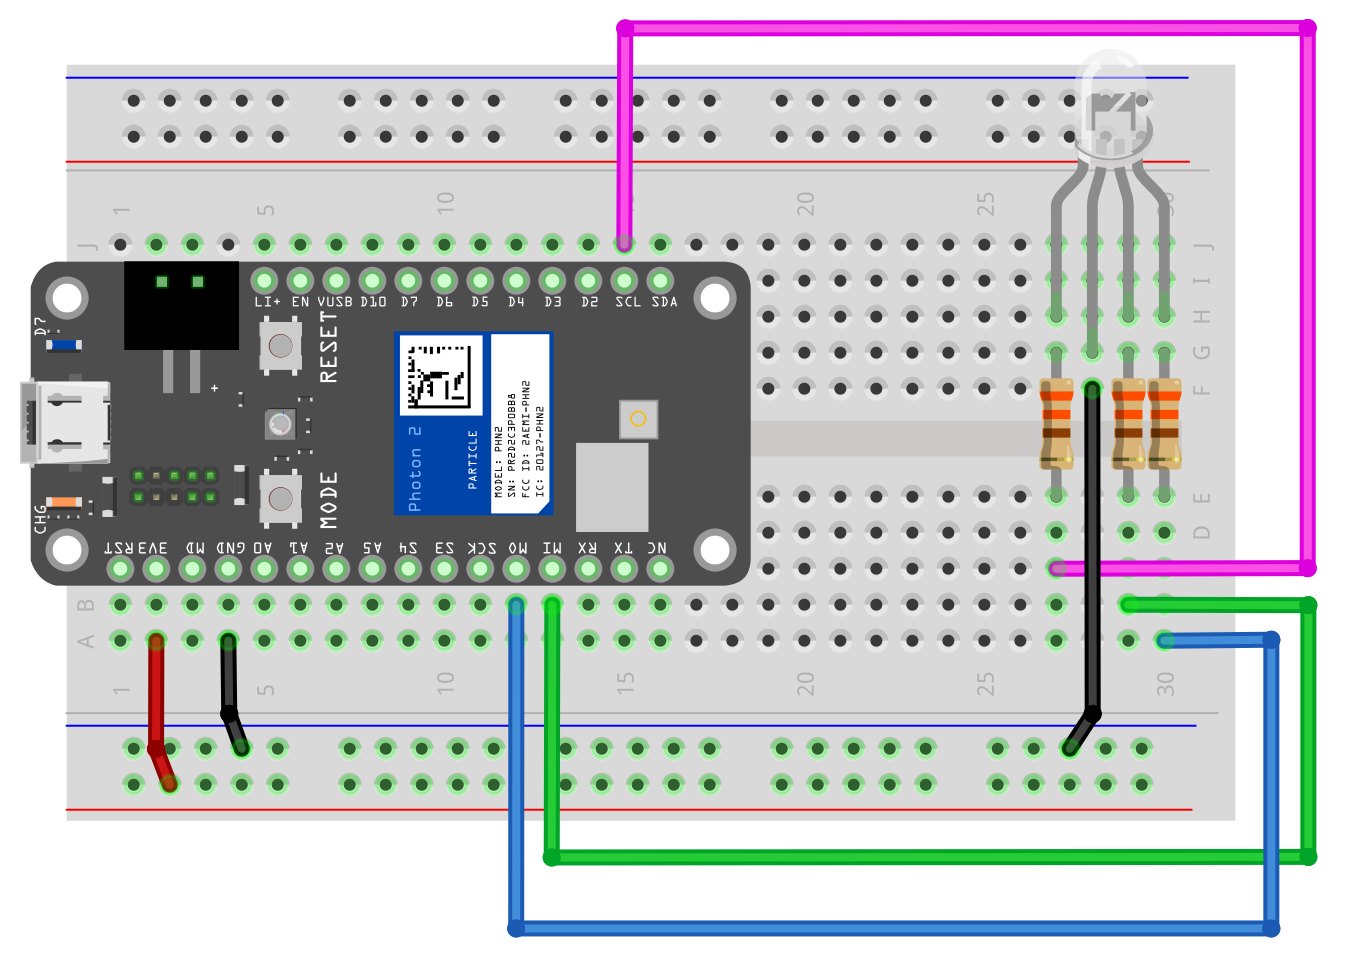 1 5 10 15 20 25 30
J J
LI+ EN VUSB D10 D7 D6 D5 D4 D3 D2 SCL SDA
I
D7
RESET
H
G
+
F
Photon 2
PARTICLE
MODEL: PHN2
SN: PR2D2C3P0BBA
FCC ID: 2AEMI-PHN2
IC: 20127-PHN2
MODE
CHG
E
D
RST 3V3 MD GND A0 A1 A2 A5 S4 S3 SCK MO MI RX TX NC
C
B B
A A
1 5 10 15 20 25 30